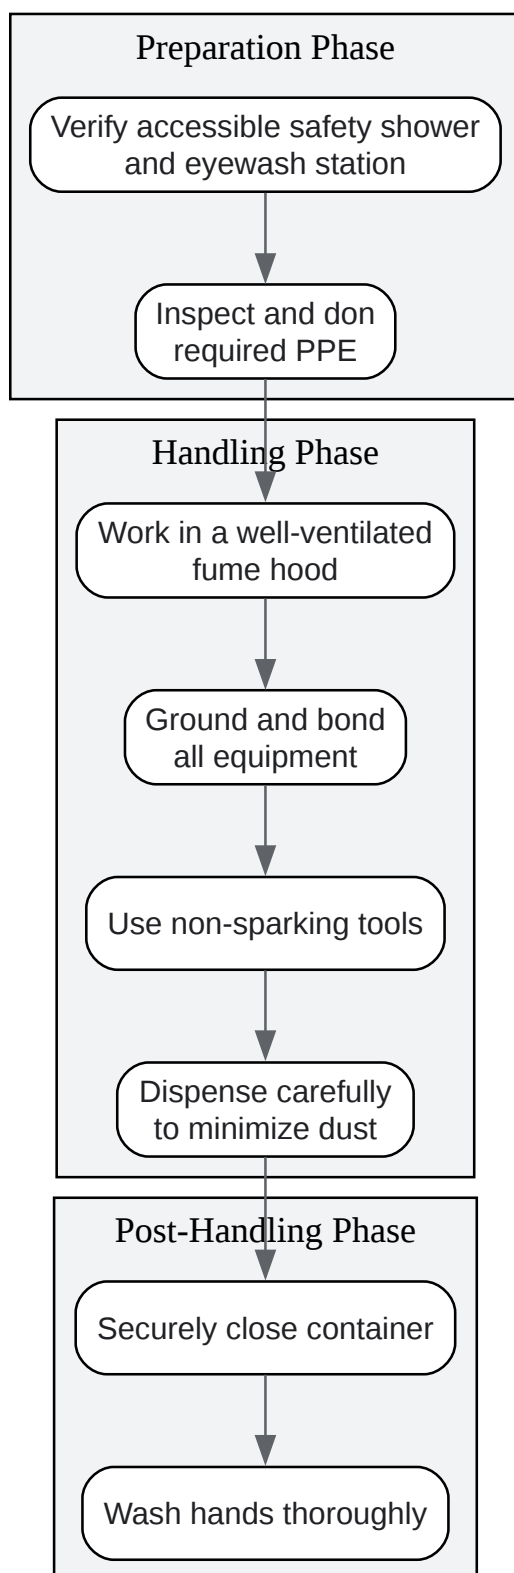 Preparation Phase
Verify accessible safety shower
and eyewash station
Inspect and don
required PPE
Handling Phase
Work in a well-ventilated
fume hood
Ground and bond
all equipment
Use non-sparking tools
Dispense carefully
to minimize dust
Post-Handling Phase
Securely close container
Wash hands thoroughly